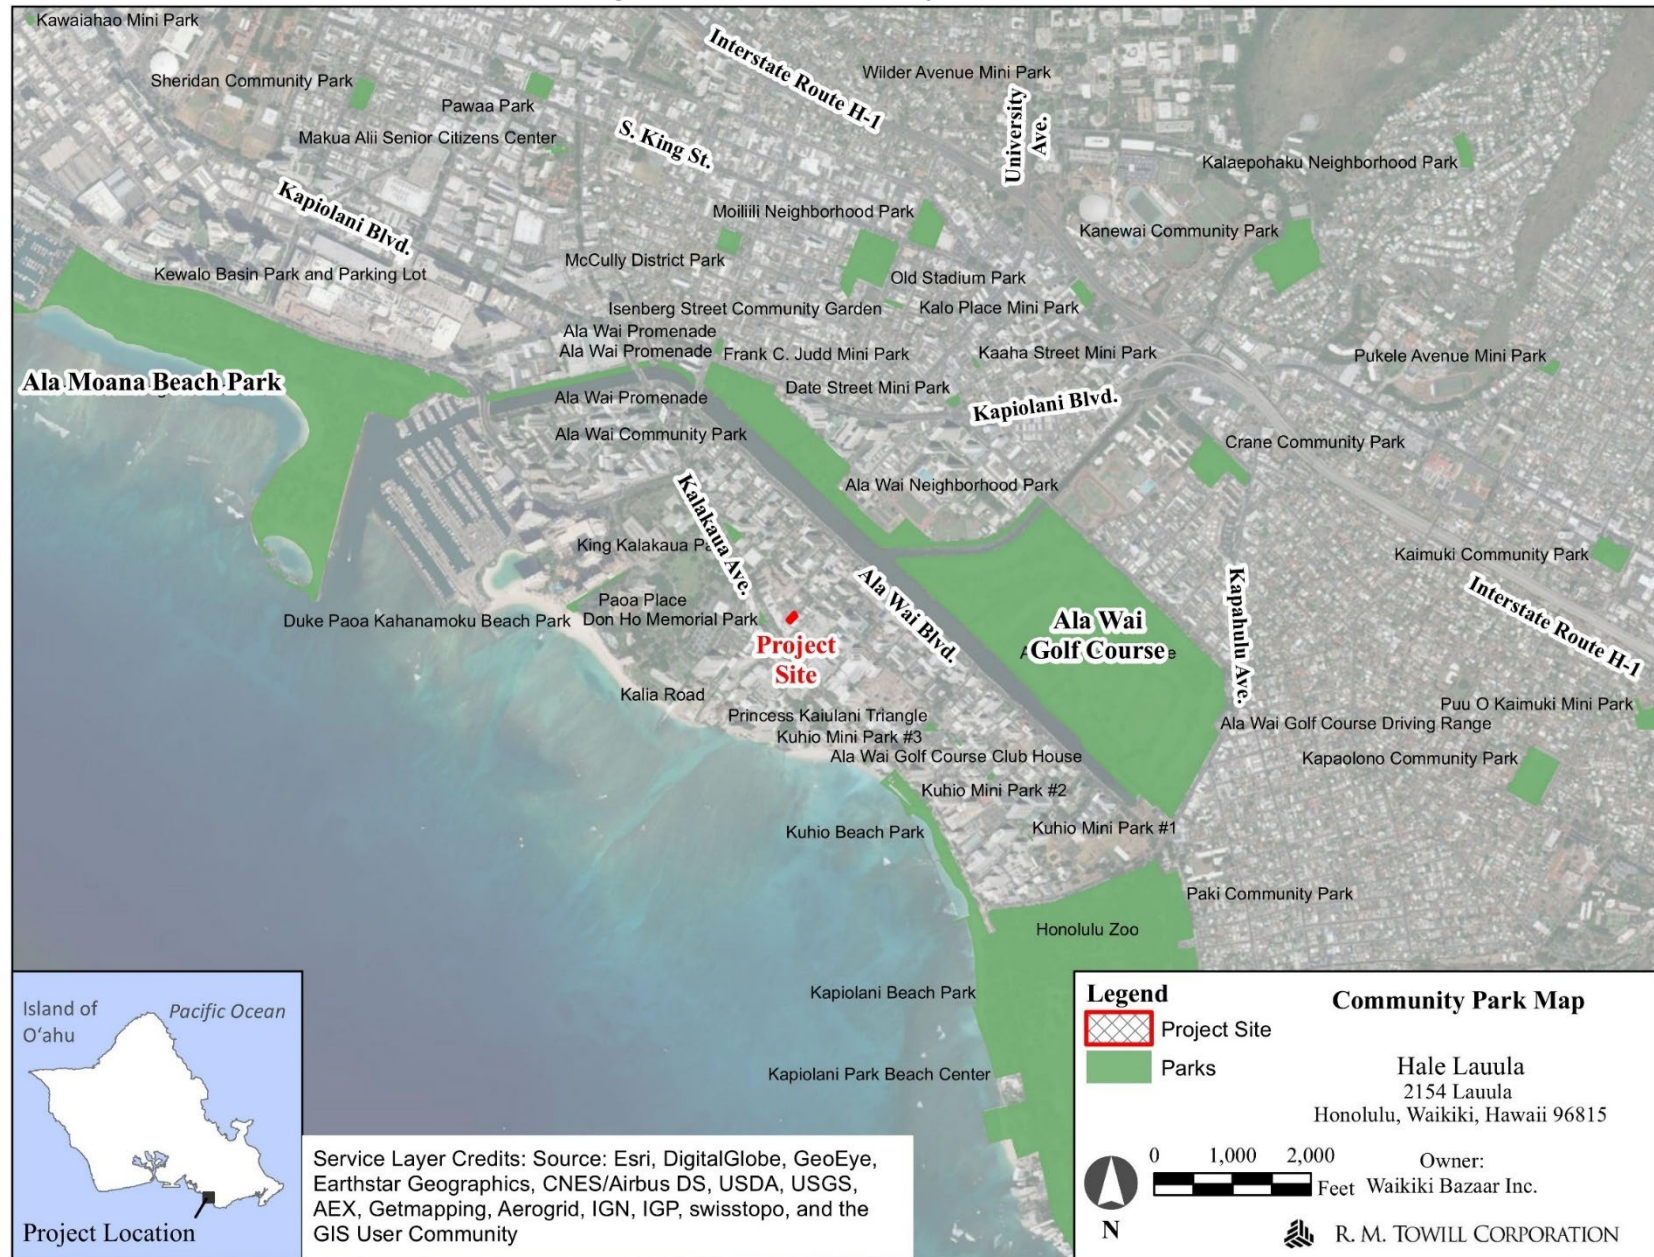 Kawaiahao Mini Park
Interstate Route H-1
Wilder Avenue Mini Park
Sheridan Community Park
Pawaa Park
University
Ave.
Makua Alii Senior Citizens Center
S. King St.
Kalaepohaku Neighborhood Park
Kapiolani Blvd.
Moiliili Neighborhood Park
Kanewai Community Park
McCully District Park
Kewalo Basin Park and Parking Lot
Old Stadium Park
Isenberg Street Community Garden
Kalo Place Mini Park
Ala Wai Promenade
Ala Wai Promenade
Frank C. Judd Mini Park
Kaaha Street Mini Park
Pukele Avenue Mini Park
Ala Moana Beach Park
Date Street Mini Park
Ala Wai Promenade
Kapiolani Blvd.
Ala Wai Community Park
Crane Community Park
Kalakaua Ave.
Ala Wai Neighborhood Park
King Kalakaua Pa
Kaimuki Community Park
Ala Wai Blvd.
Kapahulu Ave.
Interstate Route H-1
Paoa Place
Duke Paoa Kahanamoku Beach Park
Don Ho Memorial Park
Project
Site
Ala Wai
Golf Course
Kalia Road
Puu O Kaimuki Mini Park
Princess Kaiulani Triangle
Ala Wai Golf Course Driving Range
Kuhio Mini Park #3
Ala Wai Golf Course Club House
Kapaolono Community Park
Kuhio Mini Park #2
Kuhio Beach Park
Kuhio Mini Park #1
Paki Community Park
Honolulu Zoo
Kapiolani Beach Park
Kapiolani Park Beach Center
Island of
O‘ahu
Pacific Ocean
Project Location
Service Layer Credits: Source: Esri, DigitalGlobe, GeoEye,
Earthstar Geographics, CNES/Airbus DS, USDA, USGS,
AEX, Getmapping, Aerogrid, IGN, IGP, swisstopo, and the
GIS User Community
Legend
Project Site
Parks
Community Park Map
Hale Lauula
2154 Lauula
Honolulu, Waikiki, Hawaii 96815
0 1,000 2,000
Feet
N
Owner:
Waikiki Bazaar Inc.
R. M. TOWILL CORPORATION